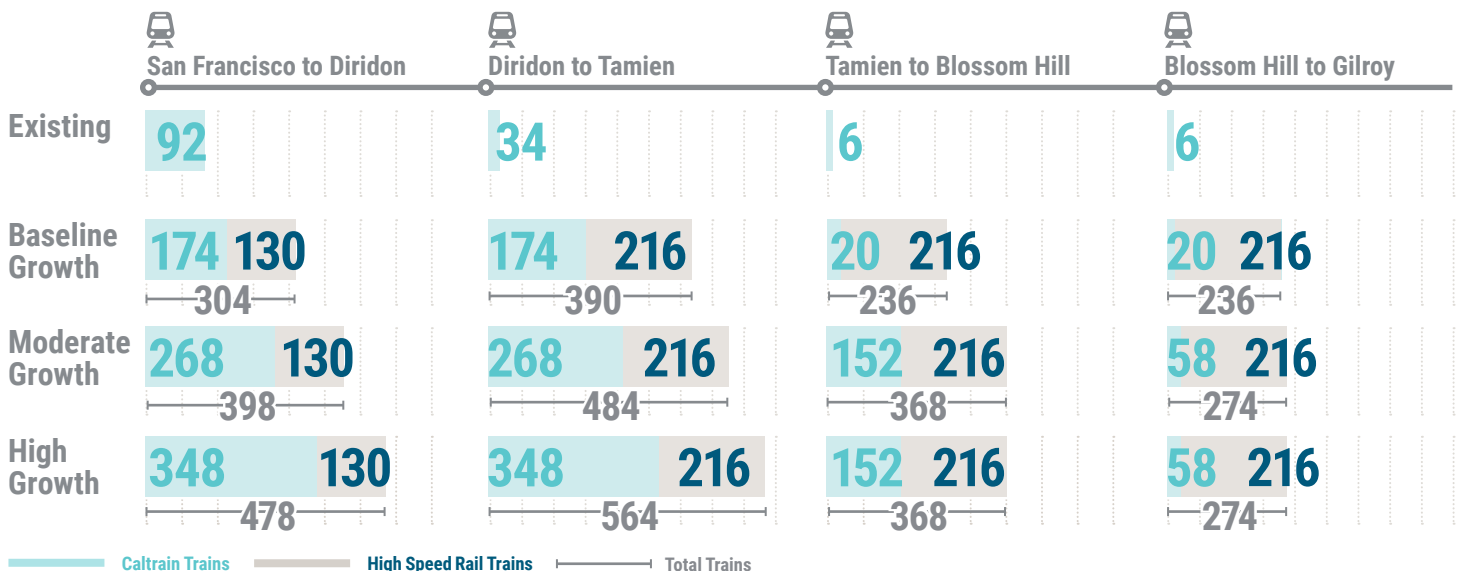 San Francisco to Diridon
Diridon to Tamien
Tamien to Blossom Hill
Blossom Hill to Gilroy
Existing
92
34
6
6
Baseline
Growth
174 130
174 216
20 216
20 216
304
390
236
236
Moderate
Growth
268 130
268 216
152 216
58 216
398
484
368
274
High
Growth
348 130
348 216
152 216
58 216
478
564
368
274
Caltrain Trains
High Speed Rail Trains
Total Trains